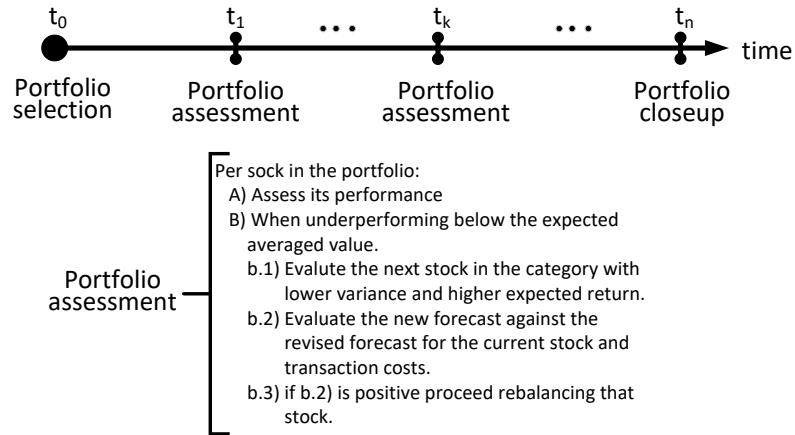 t0 t1 ... tk ... tn
time
Portfolio selection
Portfolio assessment
Portfolio assessment
Portfolio closeup
Per sock in the portfolio:
A) Assess its performance
B) When underperforming below the expected
averaged value.
b.1) Evalute the next stock in the category with
lower variance and higher expected return.
b.2) Evaluate the new forecast against the
revised forecast for the current stock and
transaction costs.
b.3) if b.2) is positive proceed rebalancing that
stock.
Portfolio
assessment